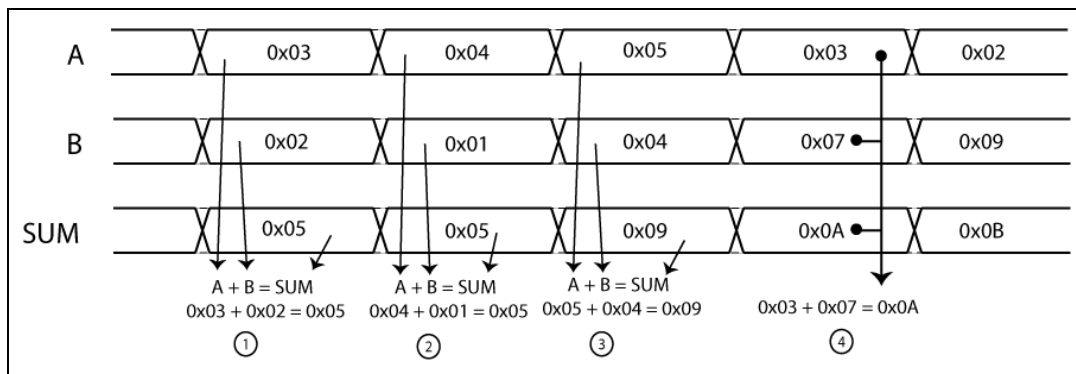 A 0x03 0x04 0x05 0x03 0x02
B 0x02 0x01 0x04 0x07 0x09
SUM 0x05 0x05 0x09 0x0A 0x0B
A + B = SUM A + B = SUM A + B = SUM
0x03 + 0x02 = 0x05 0x04 + 0x01 = 0x05 0x05 + 0x04 = 0x09 0x03 + 0x07 = 0x0A
1 2 3 4